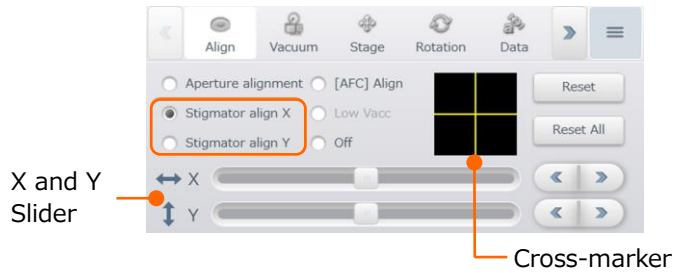 Align Vacuum Stage Rotation Data
Aperture alignment [AFC] Align Reset
Stigmator align X Low Vacc
Stigmator align Y Off Reset All
X and Y
Slider
X
Y
Cross-marker